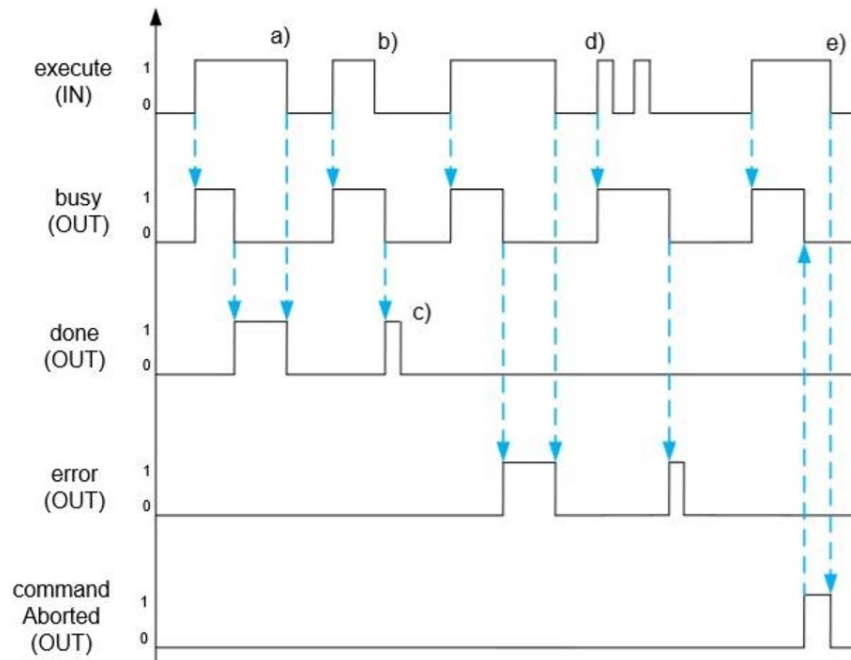 a)
b)
d)
e)
execute
(IN)
1
0
busy
(OUT)
1
0
c)
done
(OUT)
1
0
error
(OUT)
1
0
command
Aborted
(OUT)
1
0